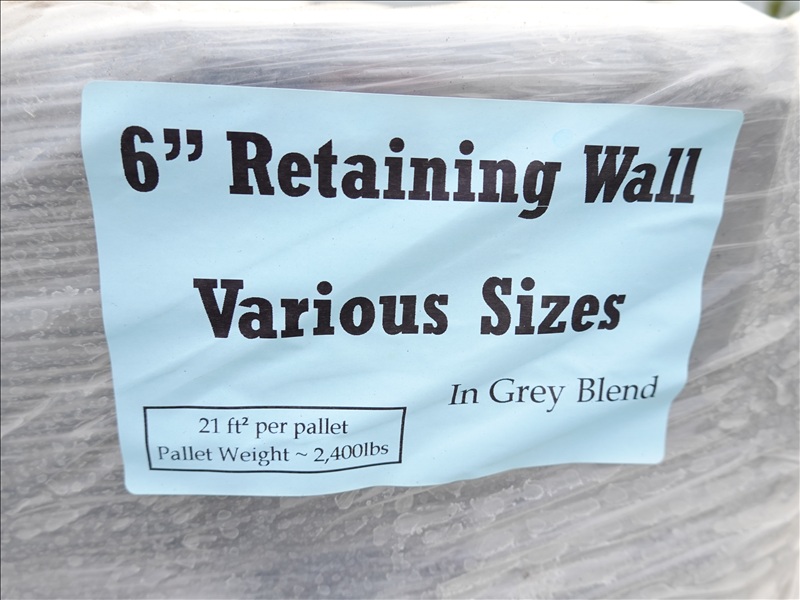 6” Retaining Wall
Various Sizes
In Grey Blend
21 ft² per pallet
Pallet Weight ~ 2,400lbs